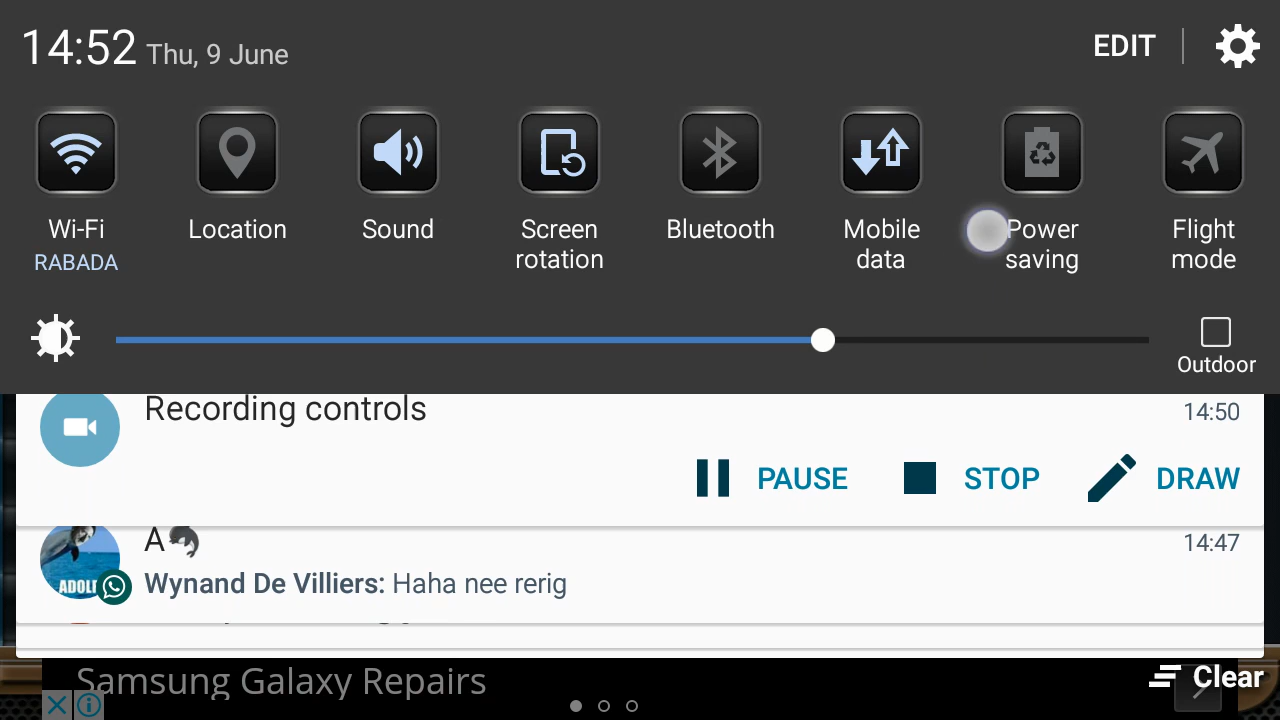 14:52 Thu, 9 June
EDIT
Wi-Fi
RABADA
Location
Sound
Screen
rotation
Bluetooth
Mobile
data
Power
saving
Flight
mode
Outdoor
Recording controls
14:50
PAUSE
STOP
DRAW
A
14:47
Wynand De Villiers: Haha nee rerig
Samsung Galaxy Repairs
Clear